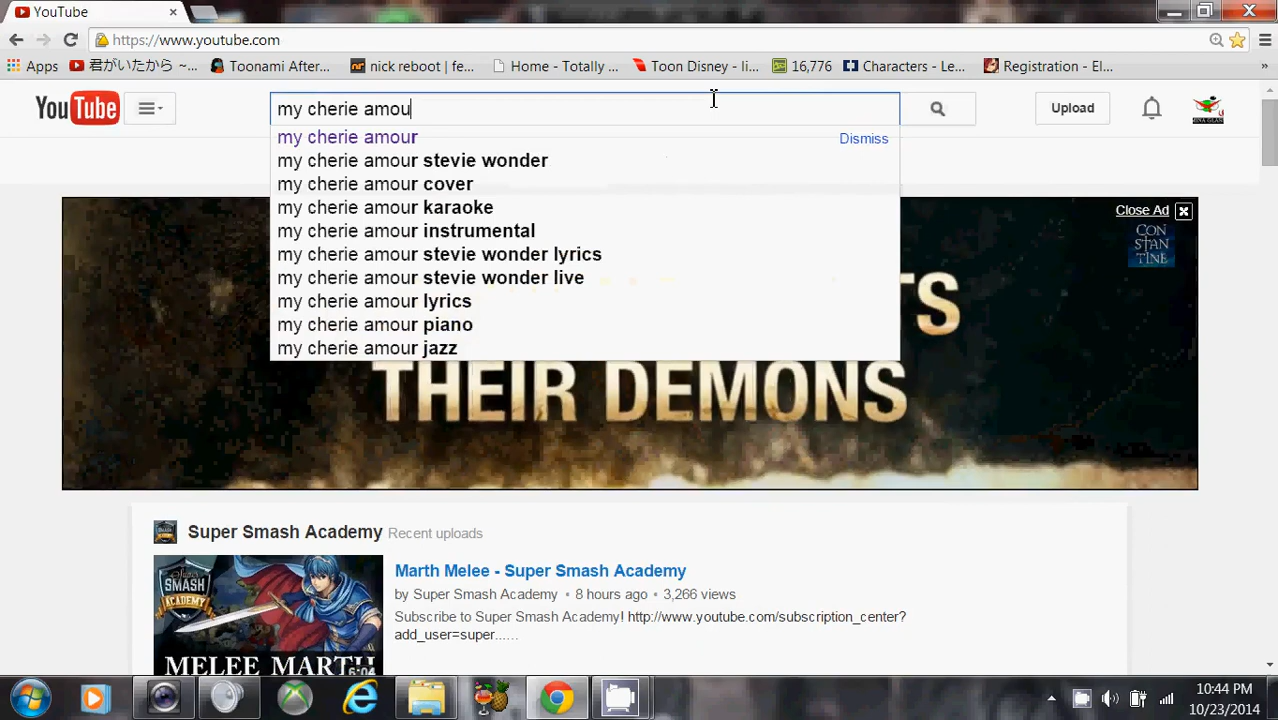 YouTube
https://www.youtube.com
Apps 君がいたから ~... Toonami After... nick reboot | fe... Home - Totally ... Toon Disney - li... 16,776 Characters - Le... Registration - El... »
YouTube my cherie amou Upload
my cherie amour Dismiss
my cherie amour stevie wonder
my cherie amour cover
my cherie amour karaoke
my cherie amour instrumental
my cherie amour stevie wonder lyrics
my cherie amour stevie wonder live
my cherie amour lyrics
my cherie amour piano
my cherie amour jazz
Close Ad
CON
STAN
TINE
TS
THEIR DEMONS
Super Smash Academy Recent uploads
Marth Melee - Super Smash Academy
by Super Smash Academy • 8 hours ago • 3,266 views
Subscribe to Super Smash Academy! http://www.youtube.com/subscription_center?
add_user=super......
SMASH
ACADEMY
MELEE MARTH
6:04
10:44 PM
10/23/2014